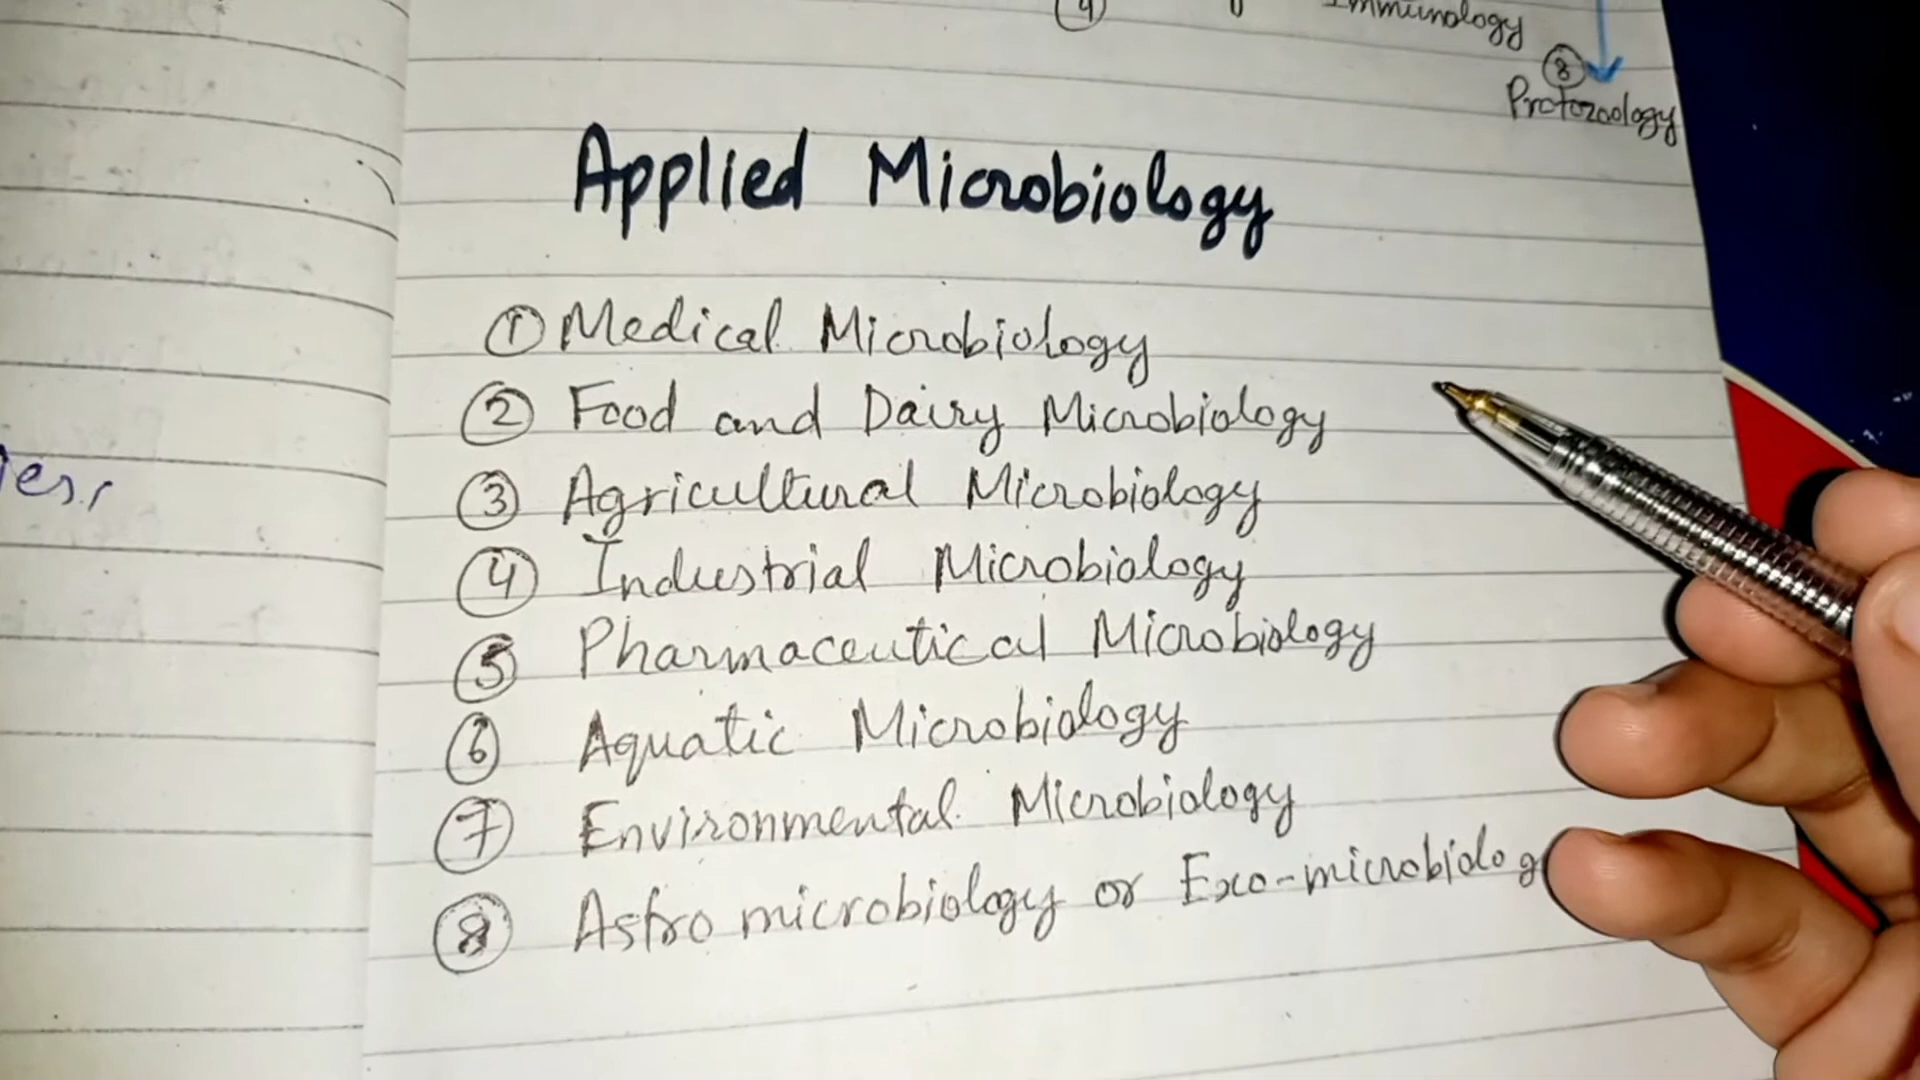 4 Immunology
8
Protozoology
Applied Microbiology
1 Medical Microbiology
2 Food and Dairy Microbiology
3 Agricultural Microbiology
4 Industrial Microbiology
5 Pharmaceutical Microbiology
6 Aquatic Microbiology
7 Environmental Microbiology
8 Astro microbiology or Exo-microbiolog